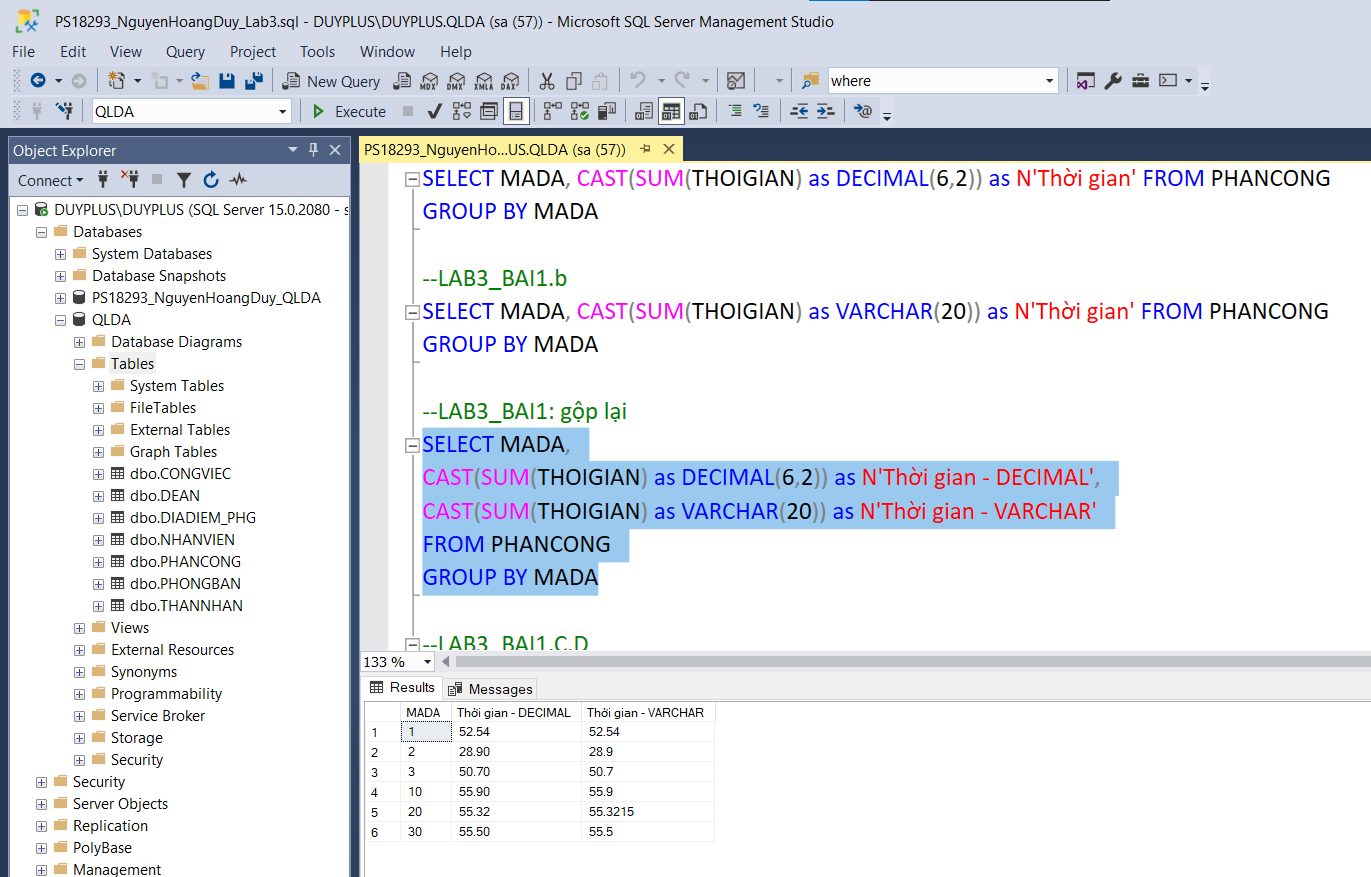 PS18293_NguyenHoangDuy_Lab3.sql - DUYPLUS\DUYPLUS.QLDA (sa (57)) - Microsoft SQL Server Management Studio
File Edit View Query Project Tools Window Help
New Query MDX DMX XMLA DAX where
QLDA Execute
Object Explorer
Connect
DUYPLUS\DUYPLUS (SQL Server 15.0.2080 - s
Databases
System Databases
Database Snapshots
PS18293_NguyenHoangDuy_QLDA
QLDA
Database Diagrams
Tables
System Tables
FileTables
External Tables
Graph Tables
dbo.CONGVIEC
dbo.DEAN
dbo.DIADIEM_PHG
dbo.NHANVIEN
dbo.PHANCONG
dbo.PHONGBAN
dbo.THANNHAN
Views
External Resources
Synonyms
Programmability
Service Broker
Storage
Security
Security
Server Objects
Replication
PolyBase
Management
PS18293_NguyenHo...US.QLDA (sa (57))
SELECT MADA, CAST(SUM(THOIGIAN) as DECIMAL(6,2)) as N'Thời gian' FROM PHANCONG
GROUP BY MADA
--LAB3_BAI1.b
SELECT MADA, CAST(SUM(THOIGIAN) as VARCHAR(20)) as N'Thời gian' FROM PHANCONG
GROUP BY MADA
--LAB3_BAI1: gộp lại
SELECT MADA,
CAST(SUM(THOIGIAN) as DECIMAL(6,2)) as N'Thời gian - DECIMAL',
CAST(SUM(THOIGIAN) as VARCHAR(20)) as N'Thời gian - VARCHAR'
FROM PHANCONG
GROUP BY MADA
--LAB3_BAI1.C.D
133 %
Results Messages
MADA Thời gian - DECIMAL Thời gian - VARCHAR
1 1 52.54 52.54
2 2 28.90 28.9
3 3 50.70 50.7
4 10 55.90 55.9
5 20 55.32 55.3215
6 30 55.50 55.5